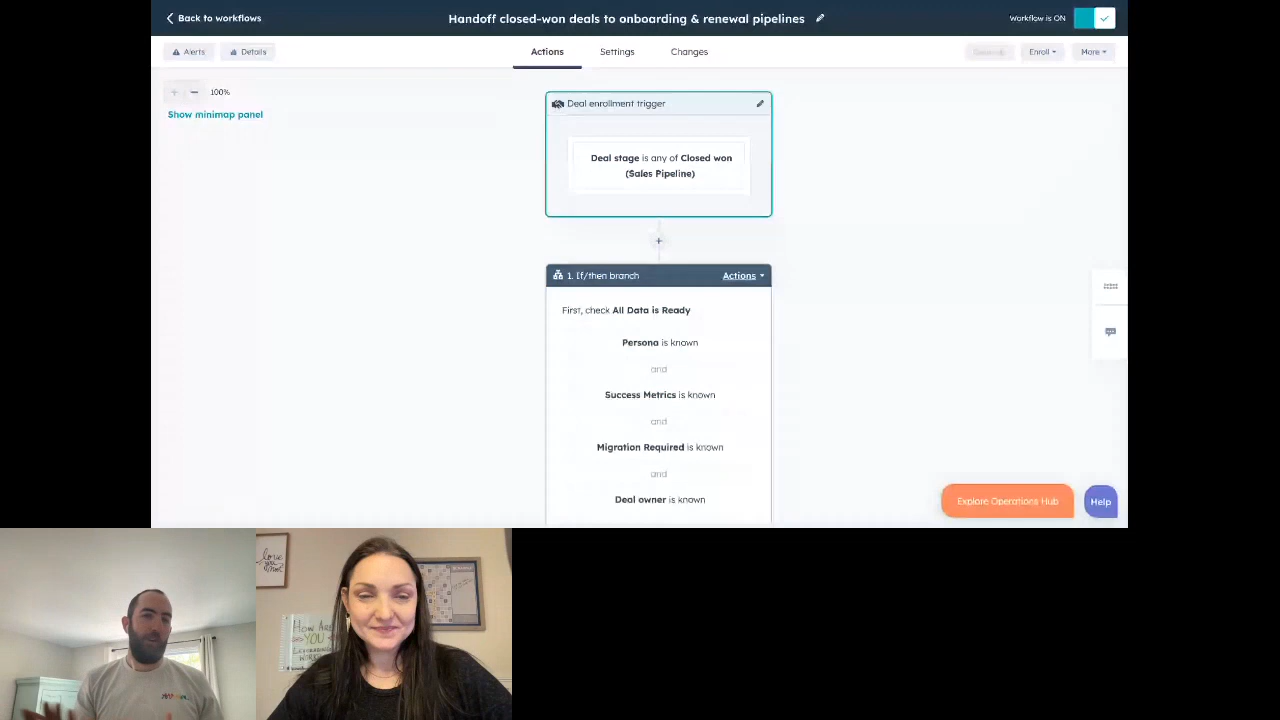 Back to workflows
Handoff closed-won deals to onboarding & renewal pipelines
Workflow is ON
Alerts
Details
Actions
Settings
Changes
Enroll
More
100%
Show minimap panel
Deal enrollment trigger
Deal stage is any of Closed won
(Sales Pipeline)
1. If/then branch
Actions
First, check All Data is Ready
Persona is known
and
Success Metrics is known
and
Migration Required is known
and
Deal owner is known
Explore Operations Hub
Help
HOW ARE
YOU